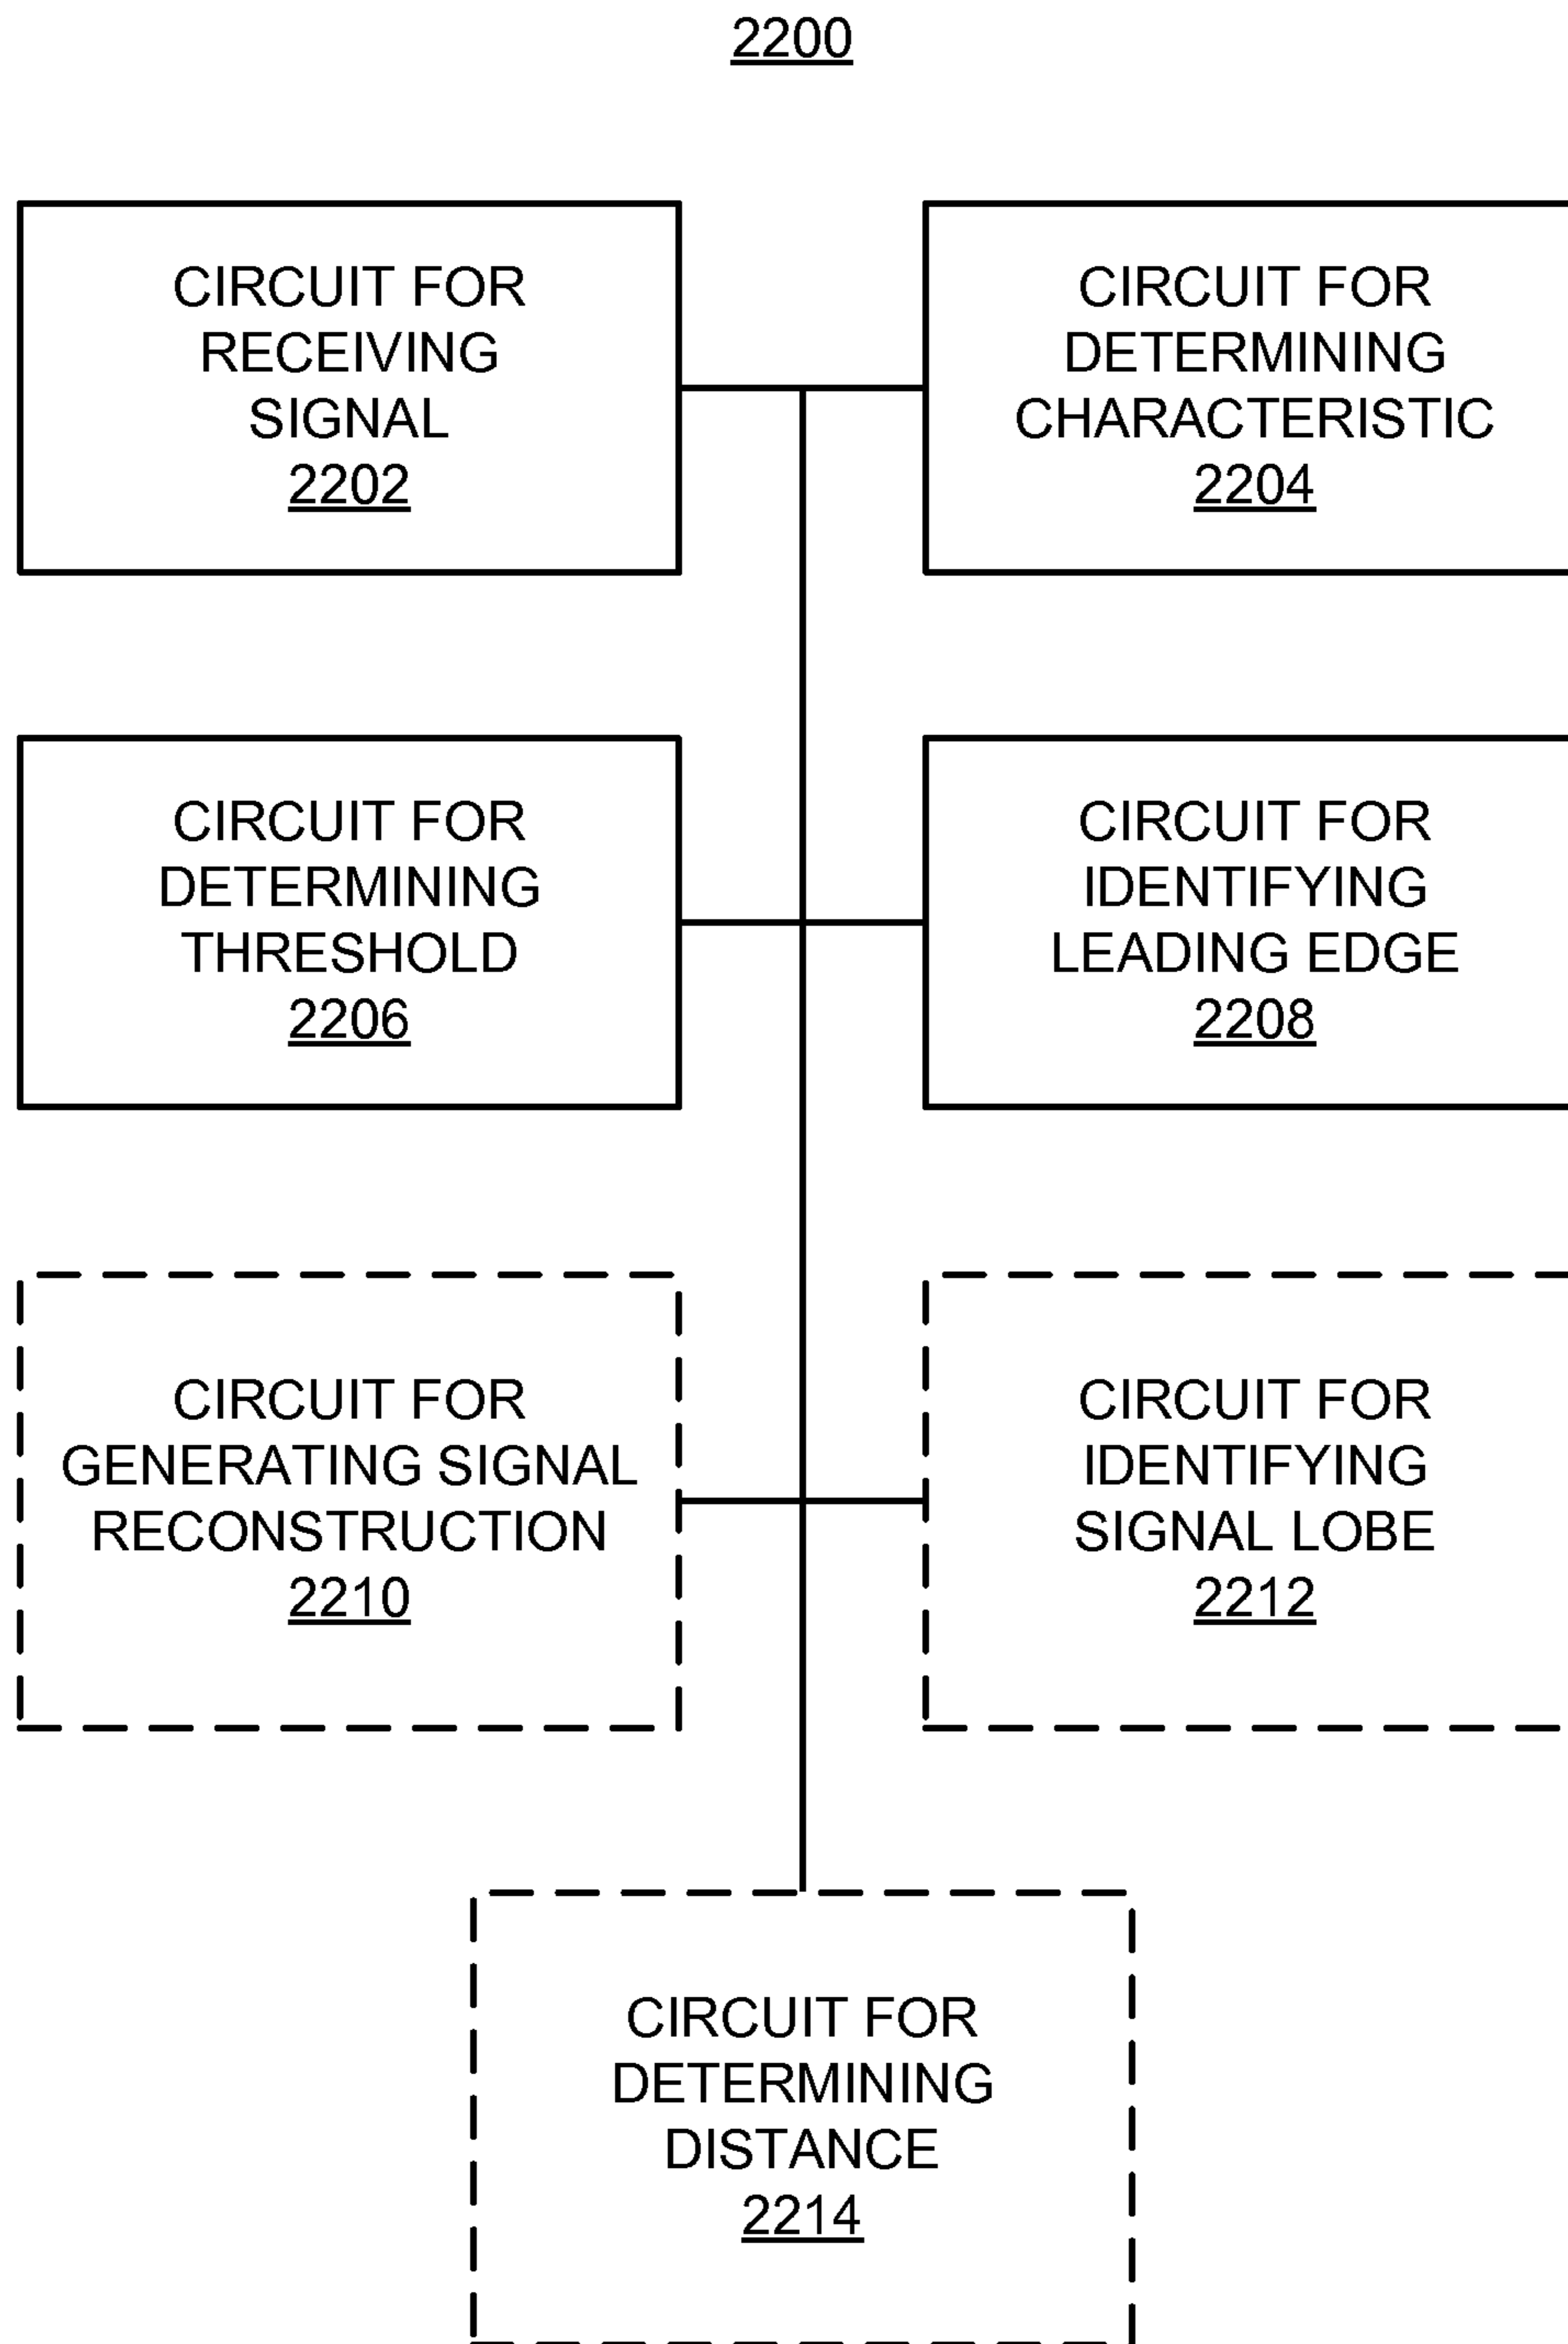 2200
CIRCUIT FOR
RECEIVING
SIGNAL
2202
CIRCUIT FOR
DETERMINING
CHARACTERISTIC
2204
CIRCUIT FOR
DETERMINING
THRESHOLD
2206
CIRCUIT FOR
IDENTIFYING
LEADING EDGE
2208
CIRCUIT FOR
GENERATING SIGNAL
RECONSTRUCTION
2210
CIRCUIT FOR
IDENTIFYING
SIGNAL LOBE
2212
CIRCUIT FOR
DETERMINING
DISTANCE
2214